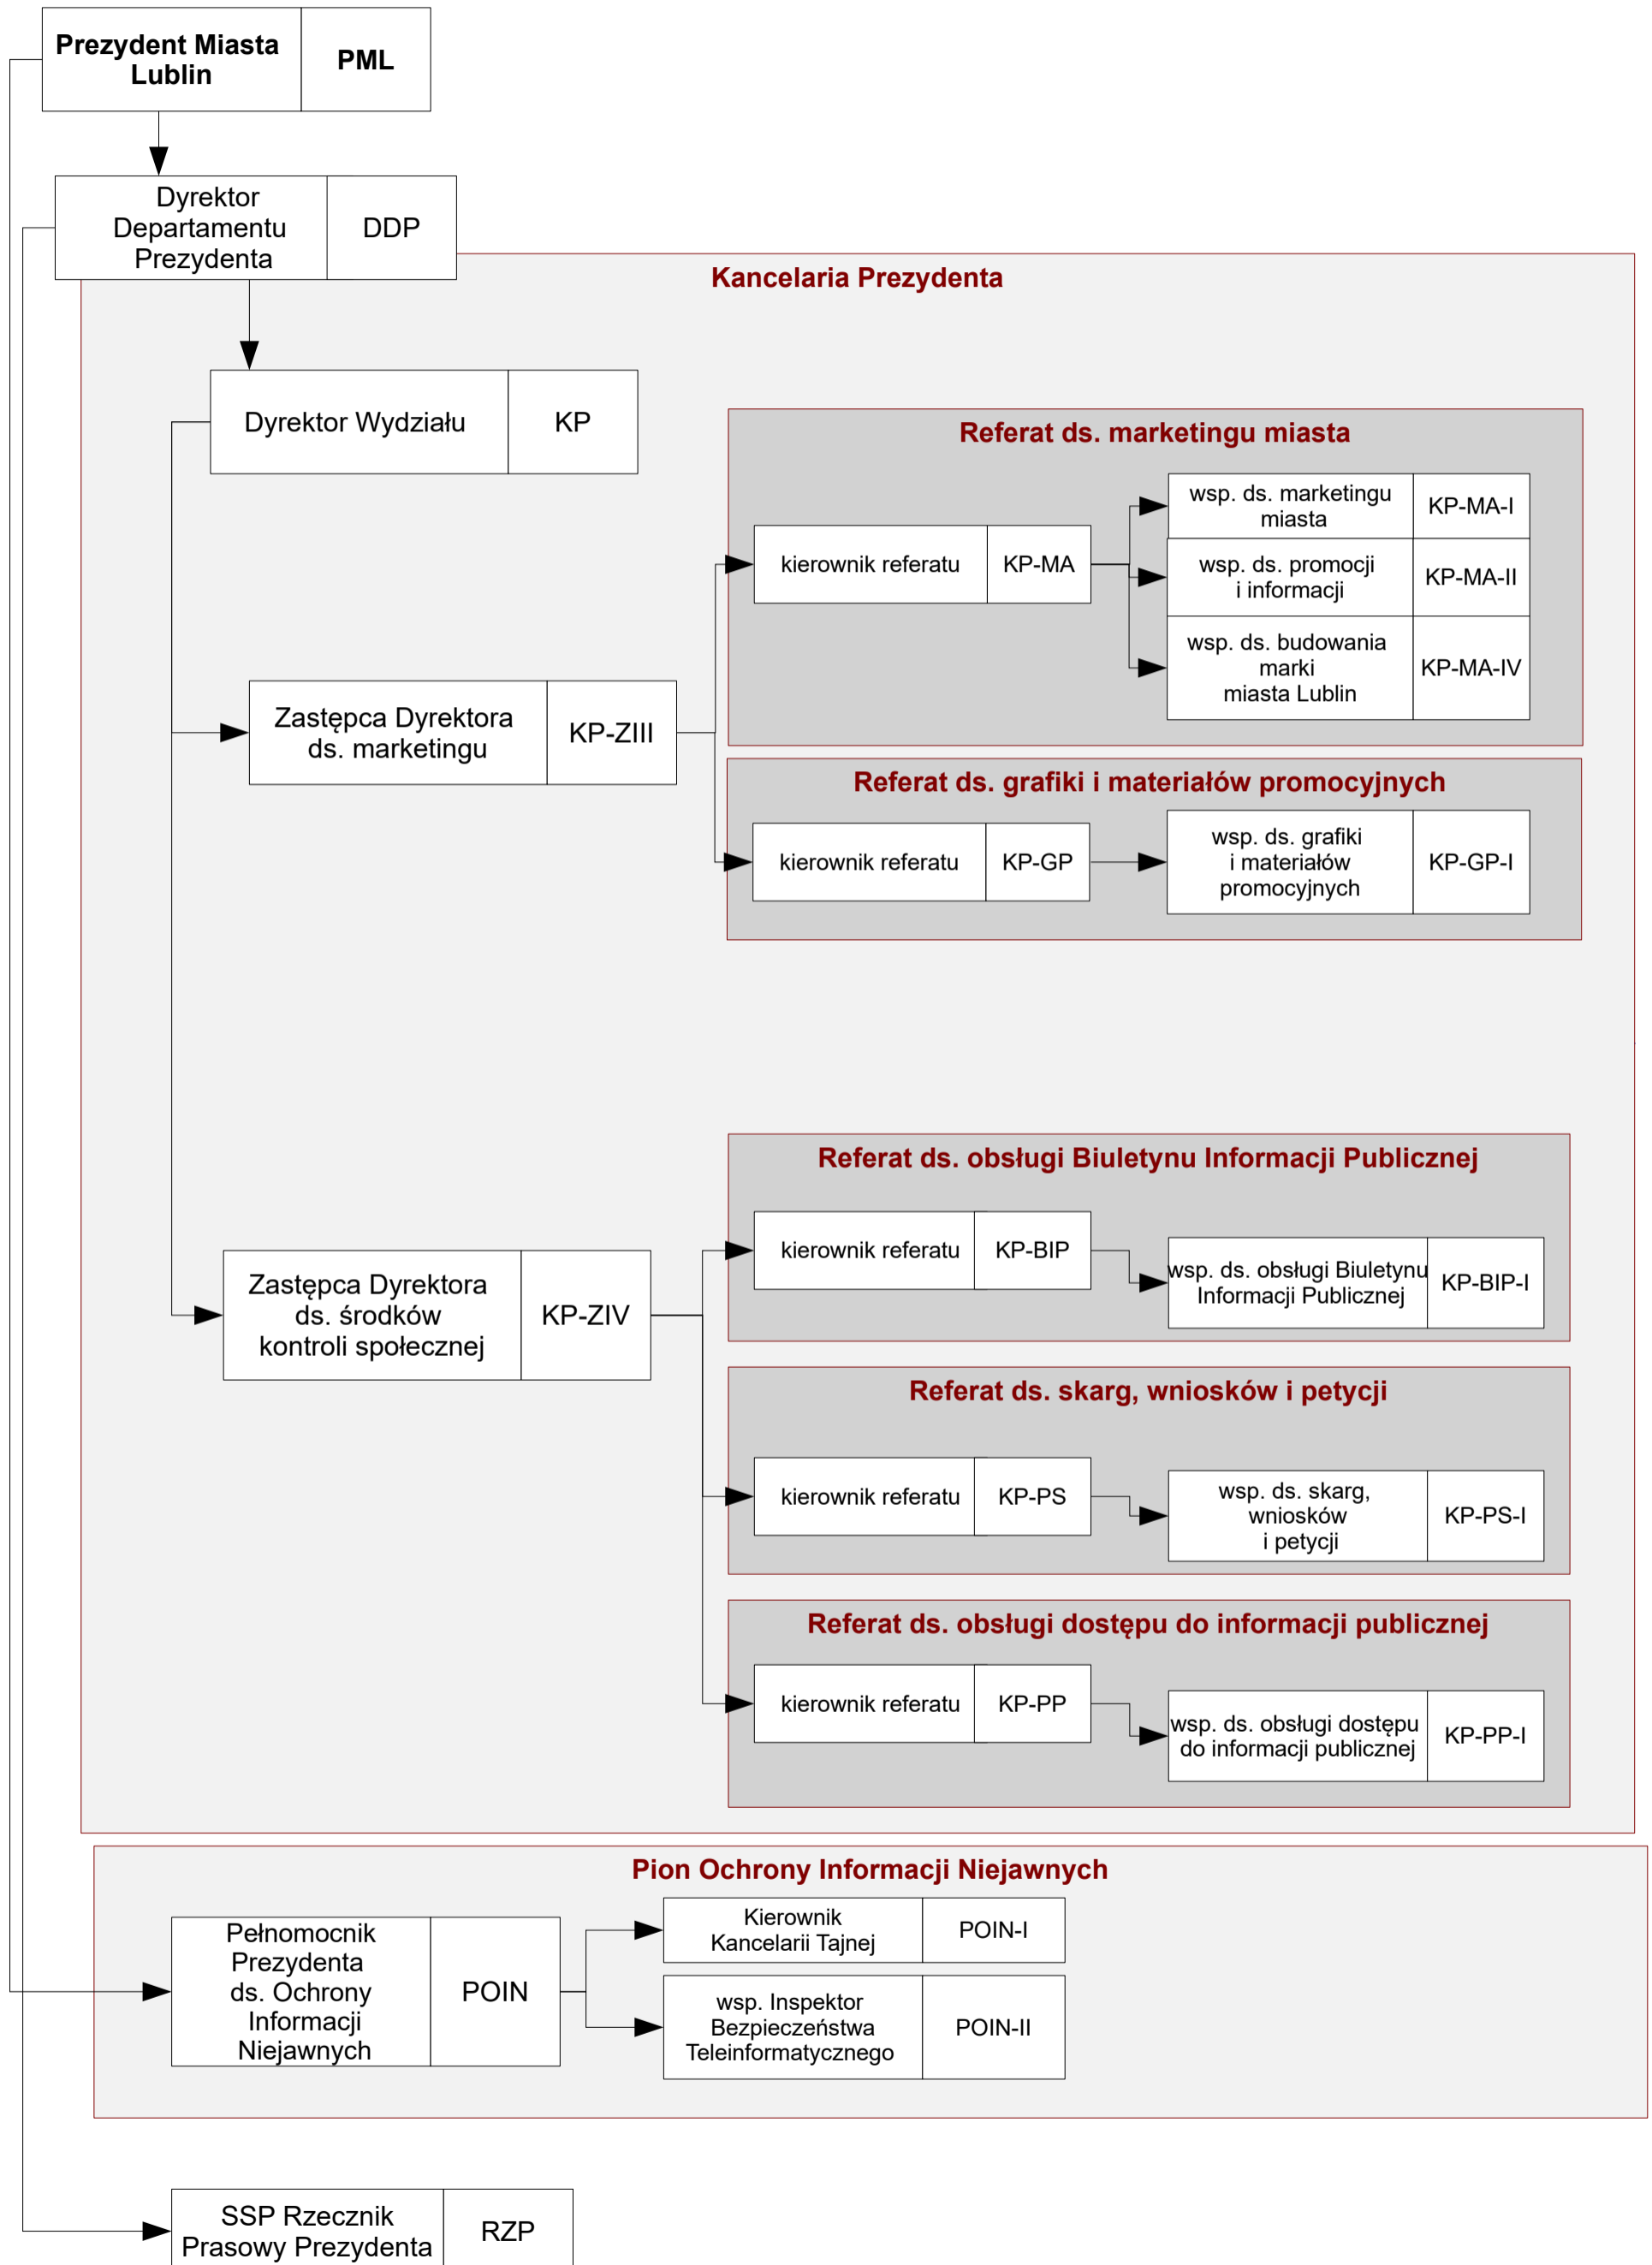 Prezydent Miasta
Lublin
PML
Dyrektor
Departamentu
Prezydenta
DDP
Kancelaria Prezydenta
Dyrektor Wydziału
KP
Referat ds. marketingu miasta
kierownik referatu
KP-MA
wsp. ds. marketingu
miasta
KP-MA-I
wsp. ds. promocji
i informacji
KP-MA-II
wsp. ds. budowania
marki
miasta Lublin
KP-MA-IV
Zastępca Dyrektora
ds. marketingu
KP-ZIII
Referat ds. grafiki i materiałów promocyjnych
kierownik referatu
KP-GP
wsp. ds. grafiki
i materiałów
promocyjnych
KP-GP-I
Referat ds. obsługi Biuletynu Informacji Publicznej
kierownik referatu
KP-BIP
wsp. ds. obsługi Biuletynu
Informacji Publicznej
KP-BIP-I
Zastępca Dyrektora
ds. środków
kontroli społecznej
KP-ZIV
Referat ds. skarg, wniosków i petycji
kierownik referatu
KP-PS
wsp. ds. skarg,
wniosków
i petycji
KP-PS-I
Referat ds. obsługi dostępu do informacji publicznej
kierownik referatu
KP-PP
wsp. ds. obsługi dostępu
do informacji publicznej
KP-PP-I
Pion Ochrony Informacji Niejawnych
Pełnomocnik
Prezydenta
ds. Ochrony
Informacji
Niejawnych
POIN
Kierownik
Kancelarii Tajnej
POIN-I
wsp. Inspektor
Bezpieczeństwa
Teleinformatycznego
POIN-II
SSP Rzecznik
Prasowy Prezydenta
RZP